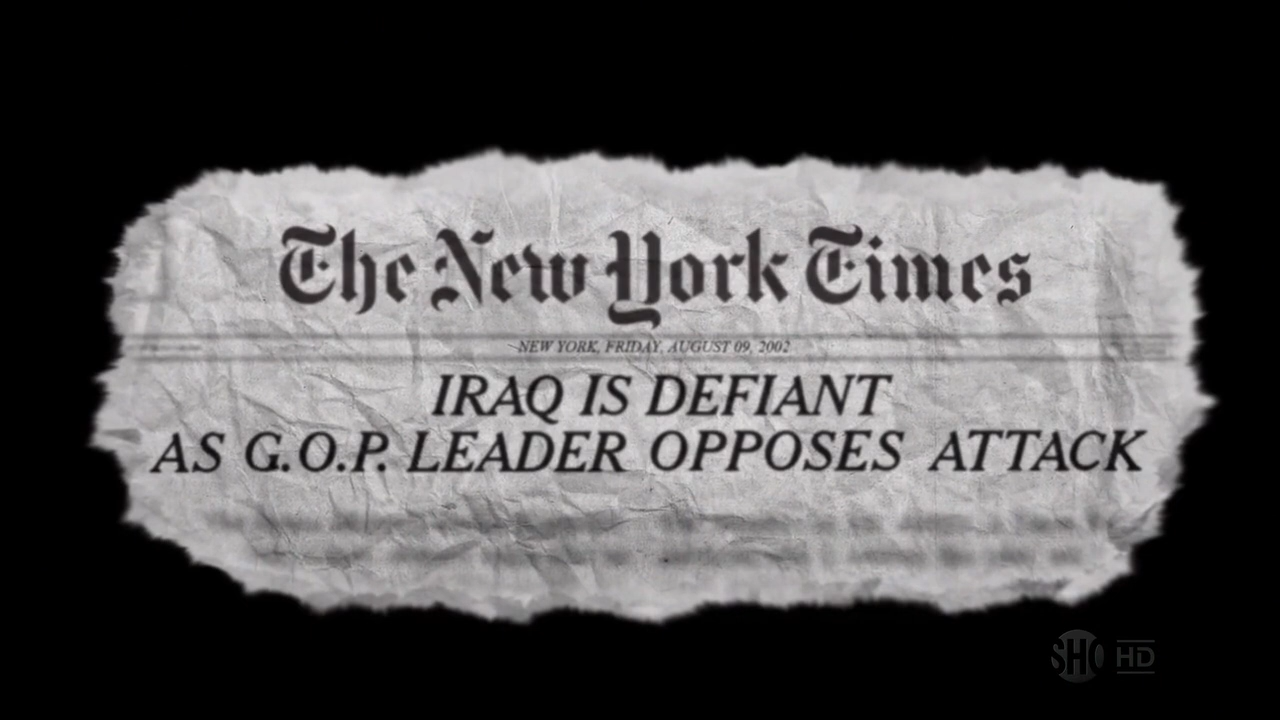 The New York Times
NEW YORK, FRIDAY, AUGUST 09, 2002
IRAQ IS DEFIANT
AS G.O.P. LEADER OPPOSES ATTACK
SHO HD